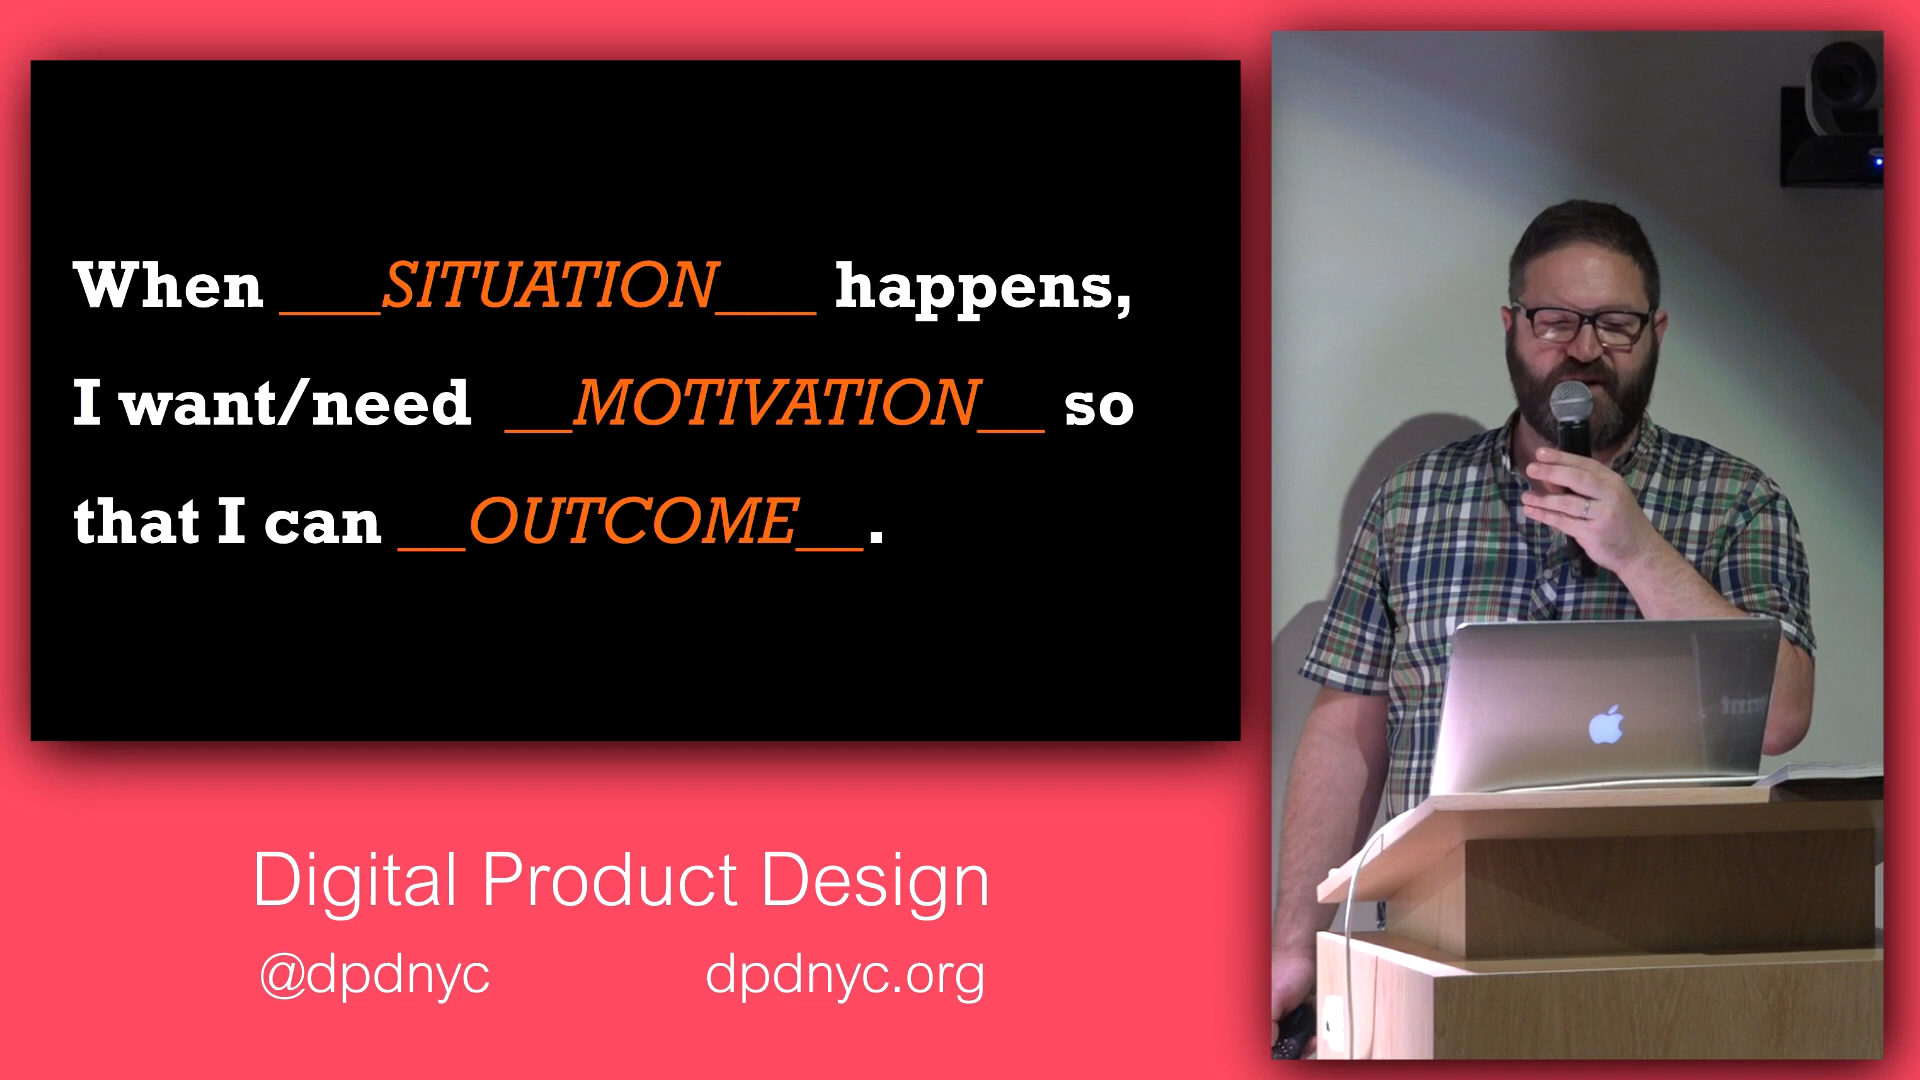 When ___SITUATION___ happens,
I want/need __MOTIVATION__ so
that I can __OUTCOME__.
Digital Product Design
@dpdnyc
dpdnyc.org